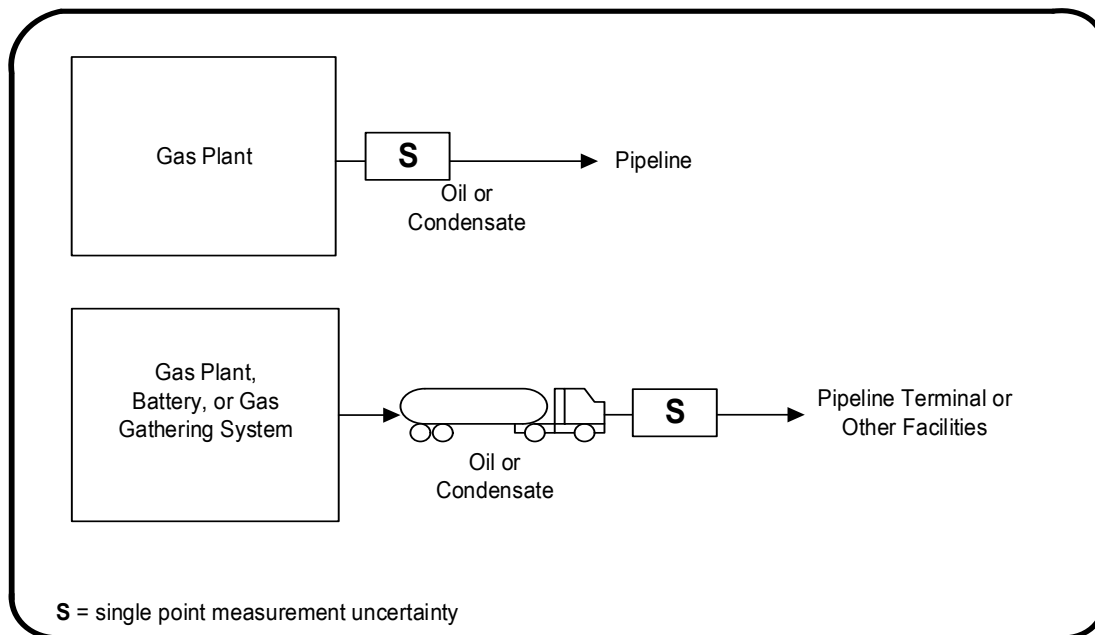 Gas Plant
S
Pipeline
Oil or
Condensate
Gas Plant,
Battery, or Gas
Gathering System
S
Pipeline Terminal or
Other Facilities
Oil or
Condensate
S = single point measurement uncertainty